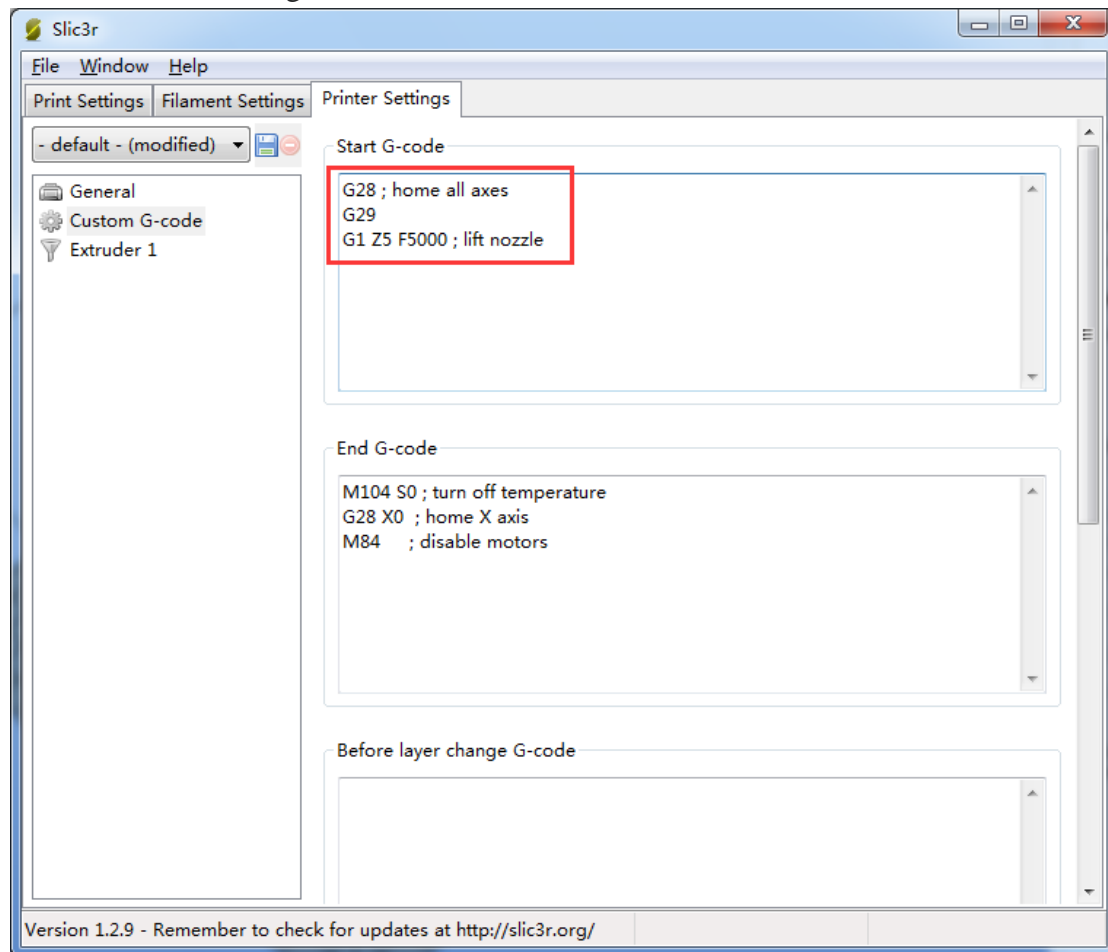 Slic3r
File Window Help
Print Settings Filament Settings Printer Settings
- default - (modified)
General
Custom G-code
Extruder 1
Start G-code
G28 ; home all axes
G29
G1 Z5 F5000 ; lift nozzle
End G-code
M104 S0 ; turn off temperature
G28 X0  ; home X axis
M84    ; disable motors
Before layer change G-code
Version 1.2.9 - Remember to check for updates at http://slic3r.org/